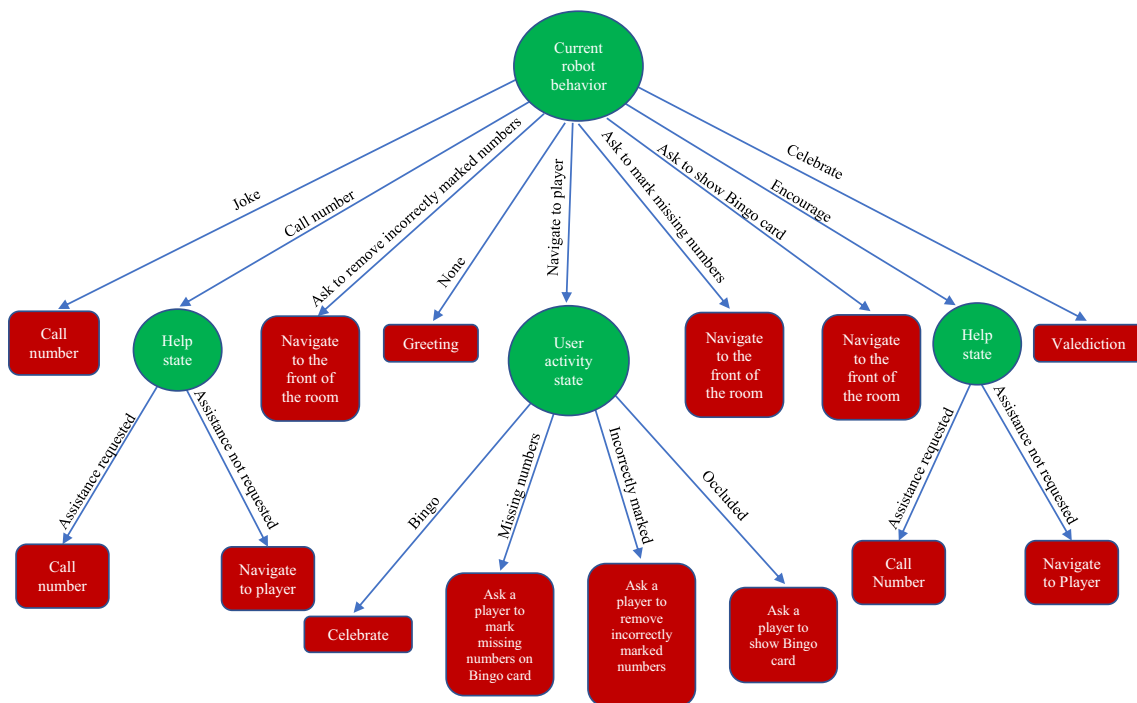 Current
robot
behavior
Joke
Call number
Ask to remove incorrectly marked numbers
None
Navigate to player
Ask to mark missing numbers
Ask to show Bingo card
Encourage
Celebrate
Call
number
Help
state
Navigate
to the
front of
the room
Greeting
User
activity
state
Navigate
to the
front of
the room
Navigate
to the
front of
the room
Help
state
Valediction
Assistance requested
Assistance not requested
Bingo
Missing numbers
Incorrectly marked
Occluded
Assistance requested
Assistance not requested
Call
number
Navigate
to player
Celebrate
Ask a
player to
mark
missing
numbers on
Bingo card
Ask a
player to
remove
incorrectly
marked
numbers
Ask a
player to
show Bingo
card
Call
Number
Navigate
to Player